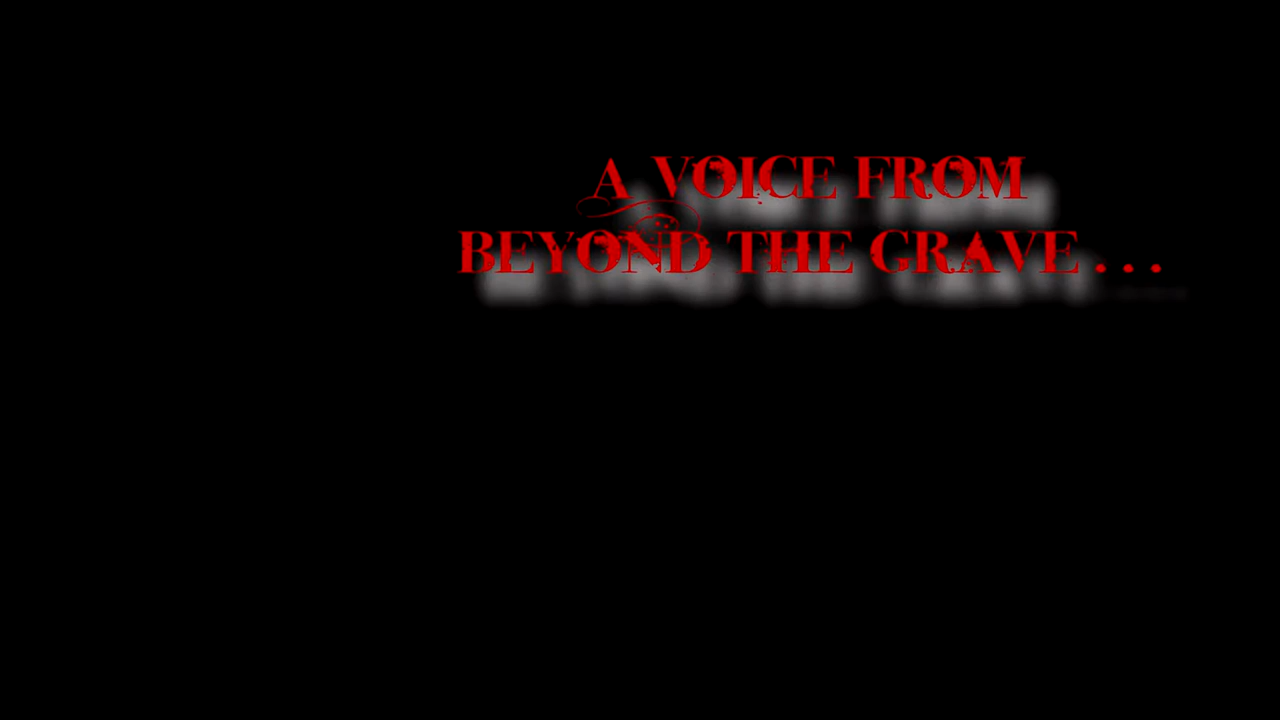 A VOICE FROM
BEYOND THE GRAVE . . .